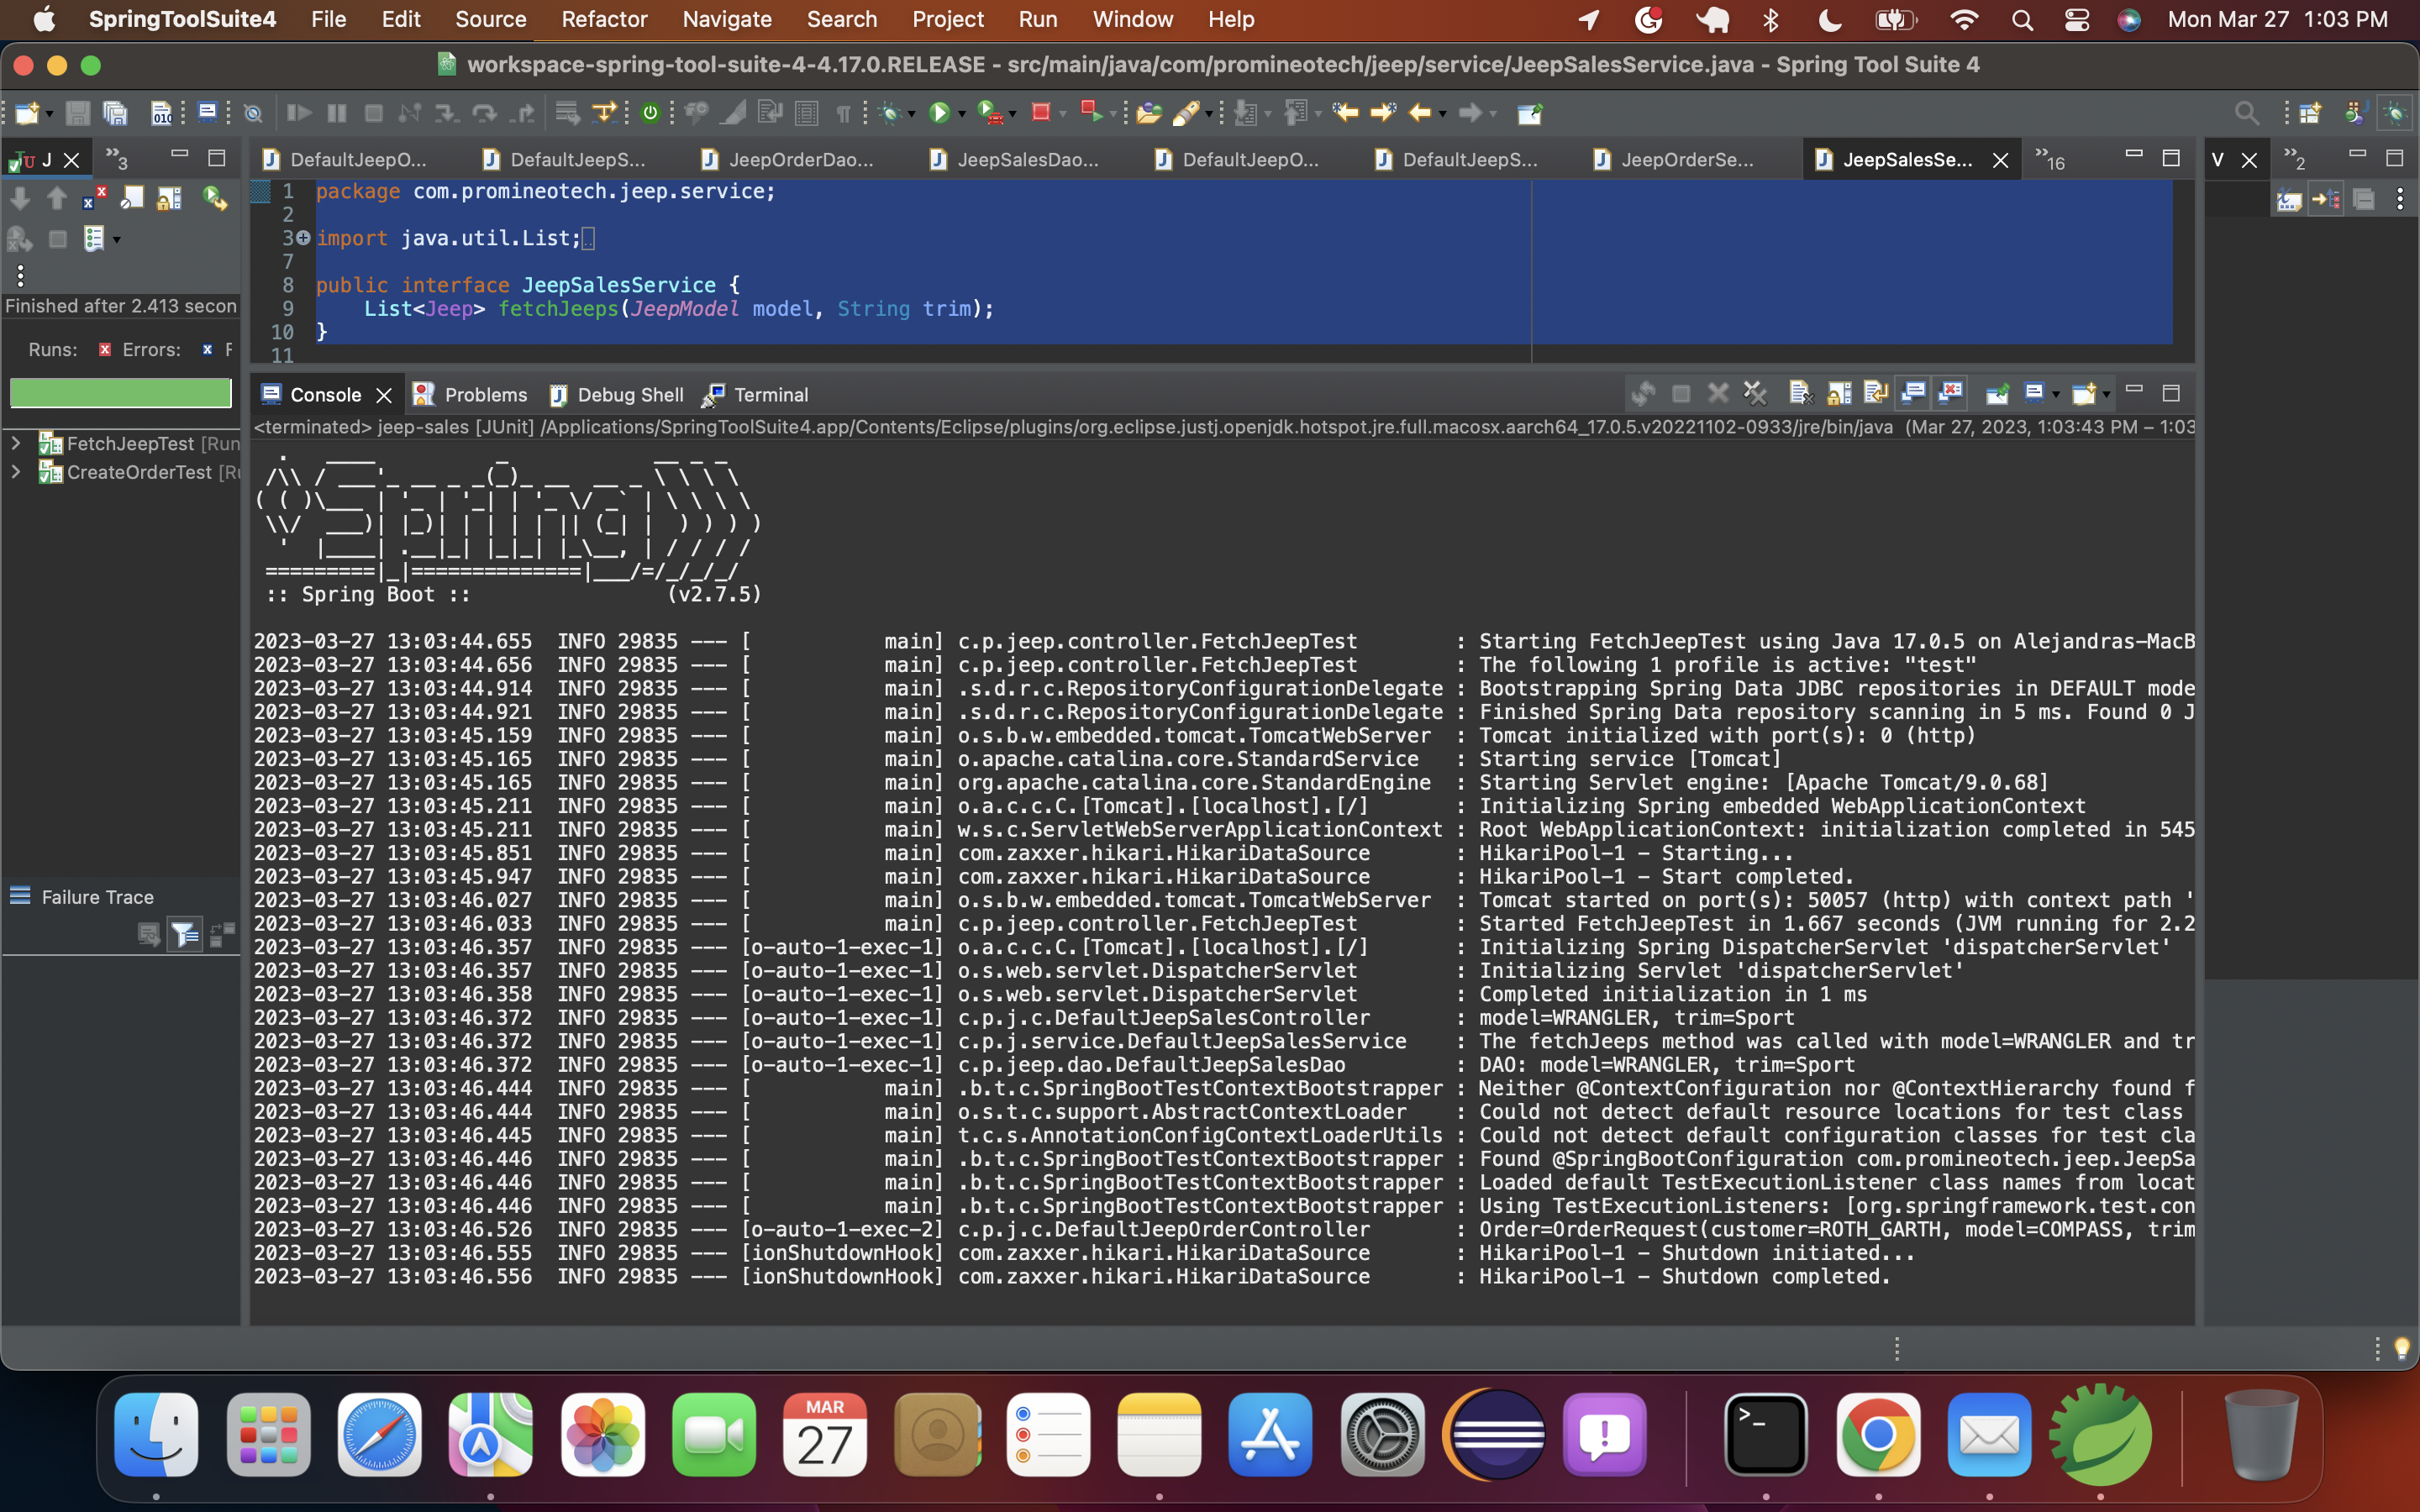 SpringToolSuite4 File Edit Source Refactor Navigate Search Project Run Window Help Mon Mar 27 1:03 PM
workspace-spring-tool-suite-4-4.17.0.RELEASE - src/main/java/com/promineotech/jeep/service/JeepSalesService.java - Spring Tool Suite 4
J 3 DefaultJeepO... DefaultJeepS... JeepOrderDao... JeepSalesDao... DefaultJeepO... DefaultJeepS... JeepOrderSe... JeepSalesSe... 16 V 2
1 package com.promineotech.jeep.service;
2
3 import java.util.List;
7
8 public interface JeepSalesService {
9 List<Jeep> fetchJeeps(JeepModel model, String trim);
10 }
11
Finished after 2.413 secon
Runs: Errors: F
FetchJeepTest [Run
CreateOrderTest [Ru
Failure Trace
Console Problems Debug Shell Terminal
<terminated> jeep-sales [JUnit] /Applications/SpringToolSuite4.app/Contents/Eclipse/plugins/org.eclipse.justj.openjdk.hotspot.jre.full.macosx.aarch64_17.0.5.v20221102-0933/jre/bin/java (Mar 27, 2023, 1:03:43 PM – 1:03
Spring
:: Spring Boot :: (v2.7.5)
2023-03-27 13:03:44.655 INFO 29835 --- [ main] c.p.jeep.controller.FetchJeepTest : Starting FetchJeepTest using Java 17.0.5 on Alejandras-MacB
2023-03-27 13:03:44.656 INFO 29835 --- [ main] c.p.jeep.controller.FetchJeepTest : The following 1 profile is active: "test"
2023-03-27 13:03:44.914 INFO 29835 --- [ main] .s.d.r.c.RepositoryConfigurationDelegate : Bootstrapping Spring Data JDBC repositories in DEFAULT mode
2023-03-27 13:03:44.921 INFO 29835 --- [ main] .s.d.r.c.RepositoryConfigurationDelegate : Finished Spring Data repository scanning in 5 ms. Found 0 J
2023-03-27 13:03:45.159 INFO 29835 --- [ main] o.s.b.w.embedded.tomcat.TomcatWebServer : Tomcat initialized with port(s): 0 (http)
2023-03-27 13:03:45.165 INFO 29835 --- [ main] o.apache.catalina.core.StandardService : Starting service [Tomcat]
2023-03-27 13:03:45.165 INFO 29835 --- [ main] org.apache.catalina.core.StandardEngine : Starting Servlet engine: [Apache Tomcat/9.0.68]
2023-03-27 13:03:45.211 INFO 29835 --- [ main] o.a.c.c.C.[Tomcat].[localhost].[/] : Initializing Spring embedded WebApplicationContext
2023-03-27 13:03:45.211 INFO 29835 --- [ main] w.s.c.ServletWebServerApplicationContext : Root WebApplicationContext: initialization completed in 545
2023-03-27 13:03:45.851 INFO 29835 --- [ main] com.zaxxer.hikari.HikariDataSource : HikariPool-1 - Starting...
2023-03-27 13:03:45.947 INFO 29835 --- [ main] com.zaxxer.hikari.HikariDataSource : HikariPool-1 - Start completed.
2023-03-27 13:03:46.027 INFO 29835 --- [ main] o.s.b.w.embedded.tomcat.TomcatWebServer : Tomcat started on port(s): 50057 (http) with context path '
2023-03-27 13:03:46.033 INFO 29835 --- [ main] c.p.jeep.controller.FetchJeepTest : Started FetchJeepTest in 1.667 seconds (JVM running for 2.2
2023-03-27 13:03:46.357 INFO 29835 --- [o-auto-1-exec-1] o.a.c.c.C.[Tomcat].[localhost].[/] : Initializing Spring DispatcherServlet 'dispatcherServlet'
2023-03-27 13:03:46.357 INFO 29835 --- [o-auto-1-exec-1] o.s.web.servlet.DispatcherServlet : Initializing Servlet 'dispatcherServlet'
2023-03-27 13:03:46.358 INFO 29835 --- [o-auto-1-exec-1] o.s.web.servlet.DispatcherServlet : Completed initialization in 1 ms
2023-03-27 13:03:46.372 INFO 29835 --- [o-auto-1-exec-1] c.p.j.c.DefaultJeepSalesController : model=WRANGLER, trim=Sport
2023-03-27 13:03:46.372 INFO 29835 --- [o-auto-1-exec-1] c.p.j.service.DefaultJeepSalesService : The fetchJeeps method was called with model=WRANGLER and tr
2023-03-27 13:03:46.372 INFO 29835 --- [o-auto-1-exec-1] c.p.jeep.dao.DefaultJeepSalesDao : DAO: model=WRANGLER, trim=Sport
2023-03-27 13:03:46.444 INFO 29835 --- [ main] .b.t.c.SpringBootTestContextBootstrapper : Neither @ContextConfiguration nor @ContextHierarchy found f
2023-03-27 13:03:46.444 INFO 29835 --- [ main] o.s.t.c.support.AbstractContextLoader : Could not detect default resource locations for test class
2023-03-27 13:03:46.445 INFO 29835 --- [ main] t.c.s.AnnotationConfigContextLoaderUtils : Could not detect default configuration classes for test cla
2023-03-27 13:03:46.446 INFO 29835 --- [ main] .b.t.c.SpringBootTestContextBootstrapper : Found @SpringBootConfiguration com.promineotech.jeep.JeepSa
2023-03-27 13:03:46.446 INFO 29835 --- [ main] .b.t.c.SpringBootTestContextBootstrapper : Loaded default TestExecutionListener class names from locat
2023-03-27 13:03:46.446 INFO 29835 --- [ main] .b.t.c.SpringBootTestContextBootstrapper : Using TestExecutionListeners: [org.springframework.test.con
2023-03-27 13:03:46.526 INFO 29835 --- [o-auto-1-exec-2] c.p.j.c.DefaultJeepOrderController : Order=OrderRequest(customer=ROTH_GARTH, model=COMPASS, trim
2023-03-27 13:03:46.555 INFO 29835 --- [ionShutdownHook] com.zaxxer.hikari.HikariDataSource : HikariPool-1 - Shutdown initiated...
2023-03-27 13:03:46.556 INFO 29835 --- [ionShutdownHook] com.zaxxer.hikari.HikariDataSource : HikariPool-1 - Shutdown completed.
MAR
27